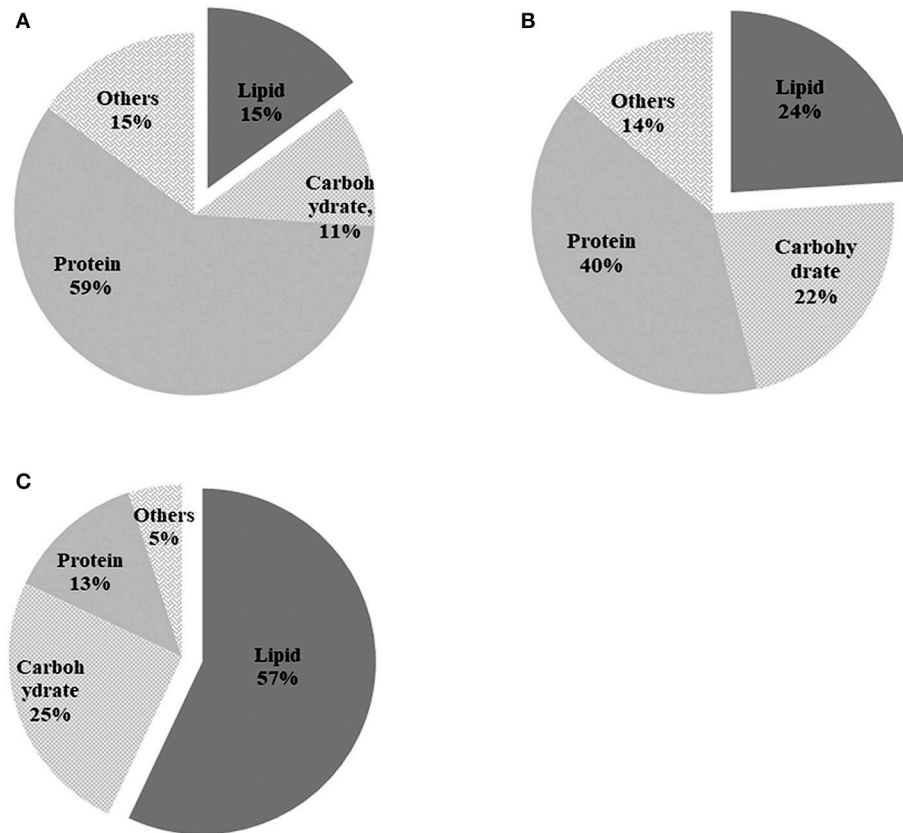 A
Lipid
15%
Carboh
ydrate,
11%
Protein
59%
Others
15%
B
Lipid
24%
Carbohy
drate
22%
Protein
40%
Others
14%
C
Lipid
57%
Carboh
ydrate
25%
Protein
13%
Others
5%